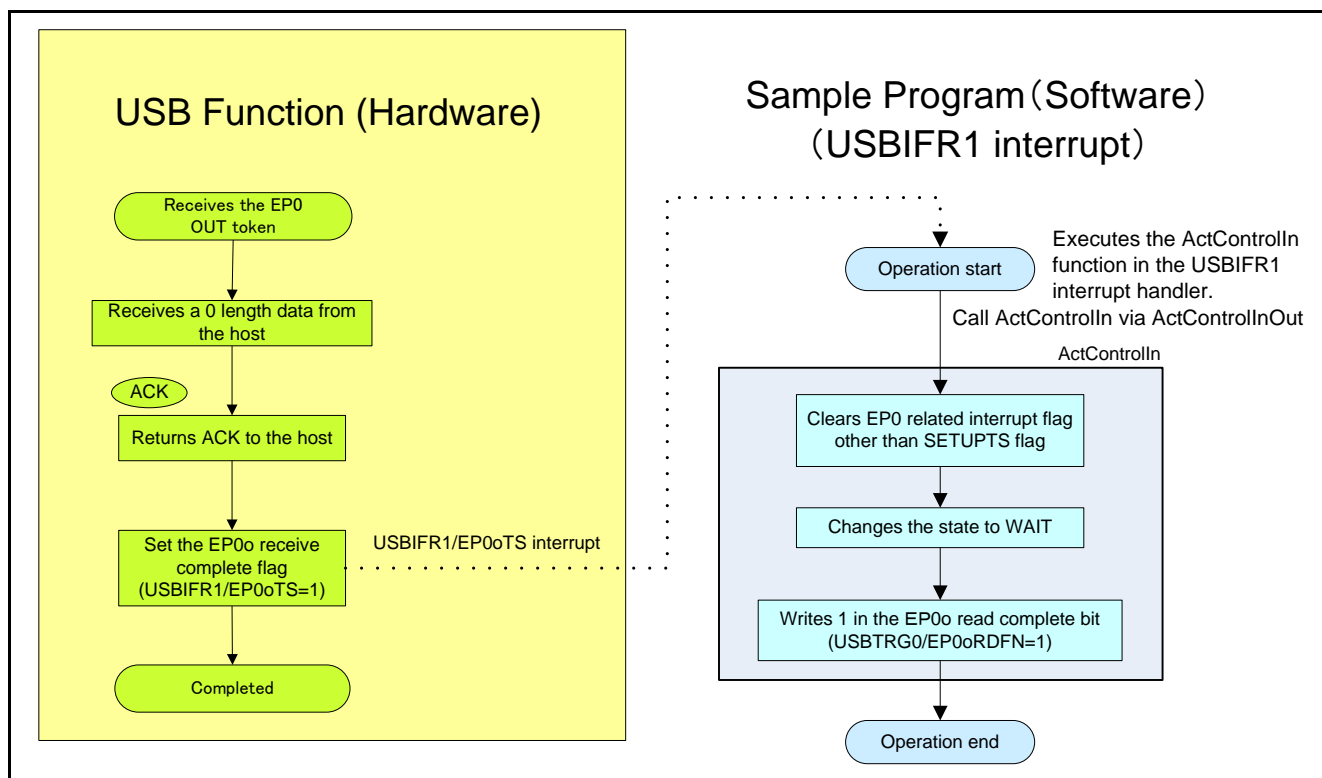 USB Function (Hardware)
Receives the EP0
OUT token
Receives a 0 length data from
the host
ACK
Returns ACK to the host
Set the EP0o receive
complete flag
(USBIFR1/EP0oTS=1)
Completed
USBIFR1/EP0oTS interrupt
Sample Program（Software）
（USBIFR1 interrupt）
Operation start
Executes the ActControlIn
function in the USBIFR1
interrupt handler.
Call ActControlIn via ActControlInOut
ActControlIn
Clears EP0 related interrupt flag
other than SETUPTS flag
Changes the state to WAIT
Writes 1 in the EP0o read complete bit
(USBTRG0/EP0oRDFN=1)
Operation end